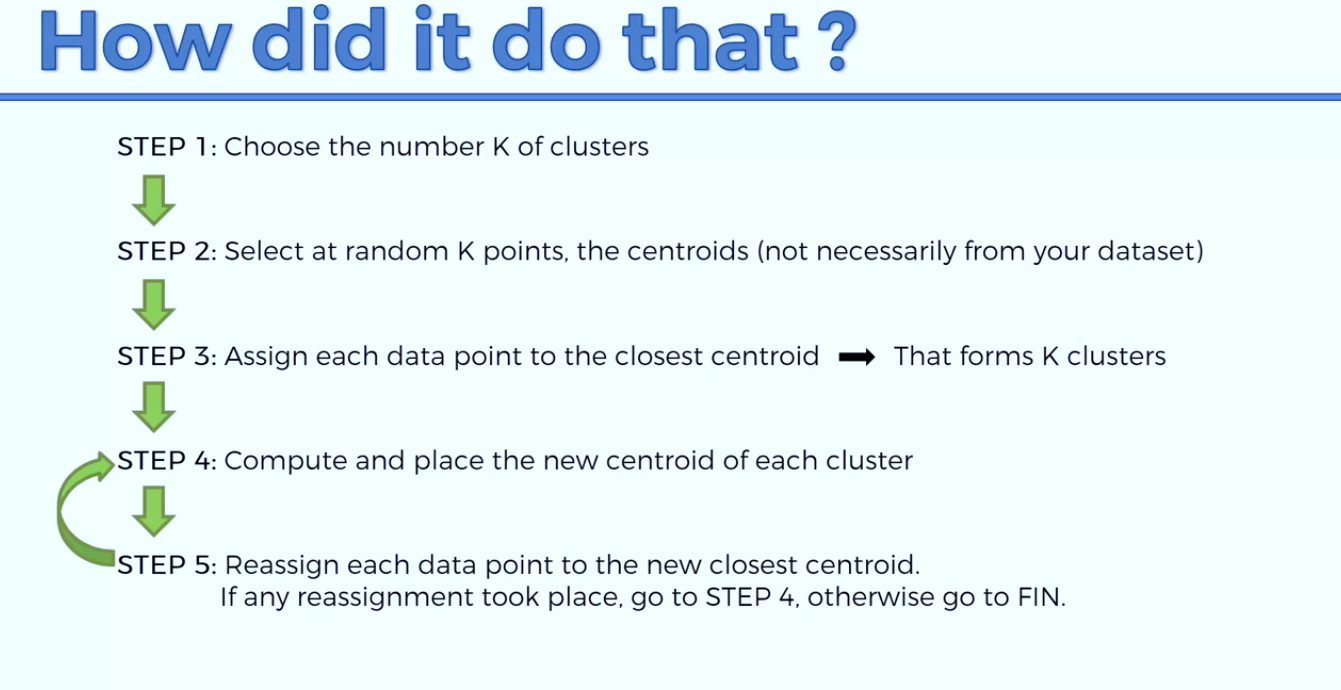 How did it do that ?
STEP 1: Choose the number K of clusters
STEP 2: Select at random K points, the centroids (not necessarily from your dataset)
STEP 3: Assign each data point to the closest centroid ➡ That forms K clusters
STEP 4: Compute and place the new centroid of each cluster
STEP 5: Reassign each data point to the new closest centroid.
If any reassignment took place, go to STEP 4, otherwise go to FIN.